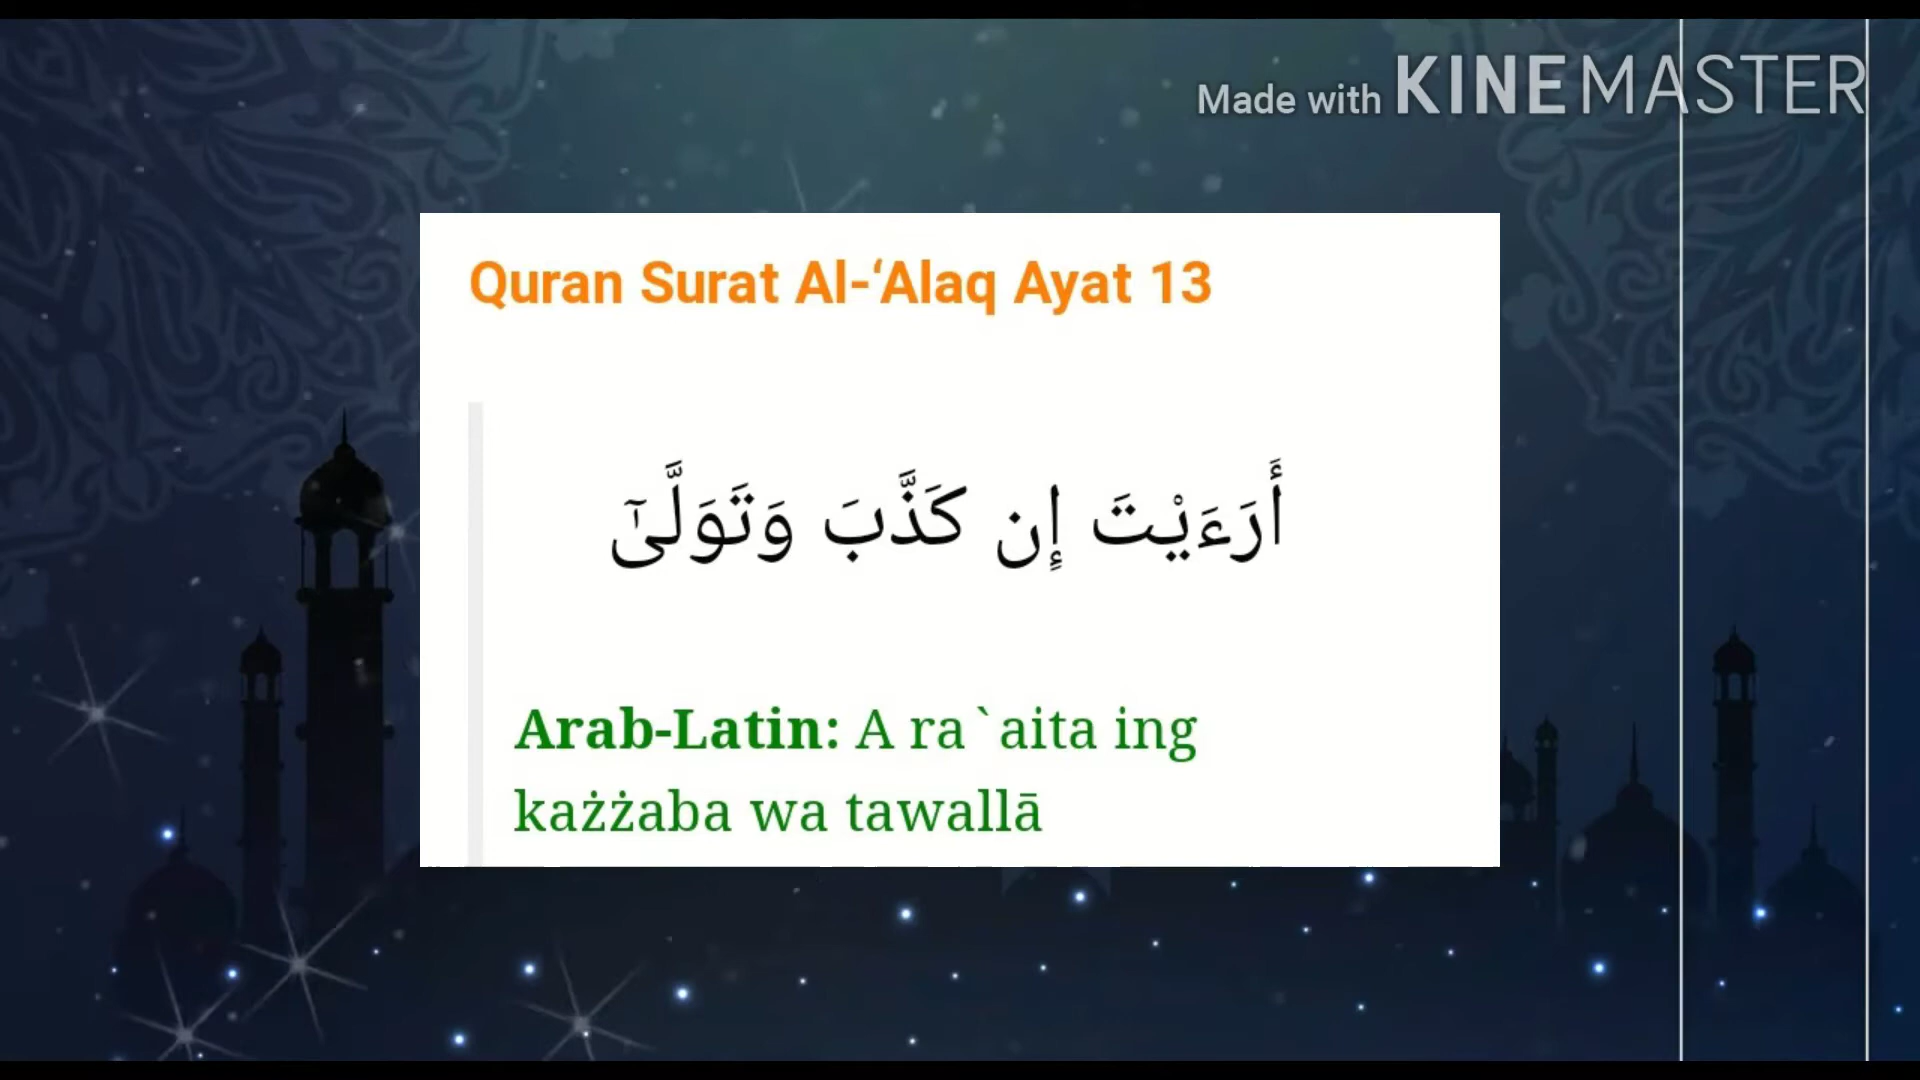 Made with KINEMASTER
Quran Surat Al-‘Alaq Ayat 13
أَرَءَيْتَ إِن كَذَّبَ وَتَوَلَّىٰٓ
Arab-Latin: A ra`aita ing
każżaba wa tawallā